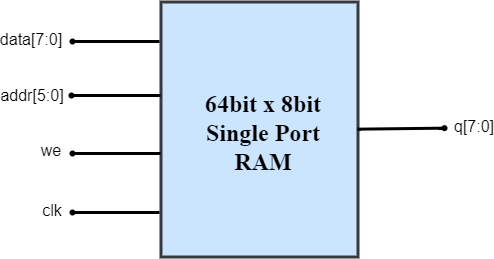 data[7:0]
addr[5:0]
we
clk
64bit x 8bit
Single Port
RAM
q[7:0]